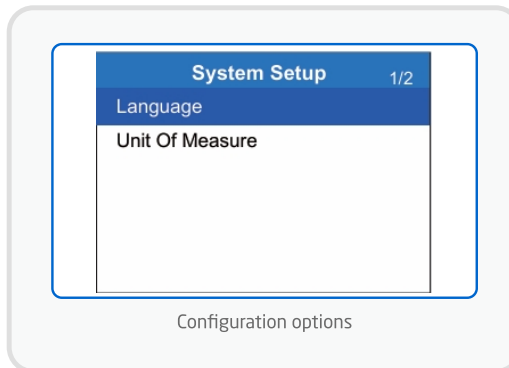 System Setup 1/2
Language
Unit Of Measure
Configuration options